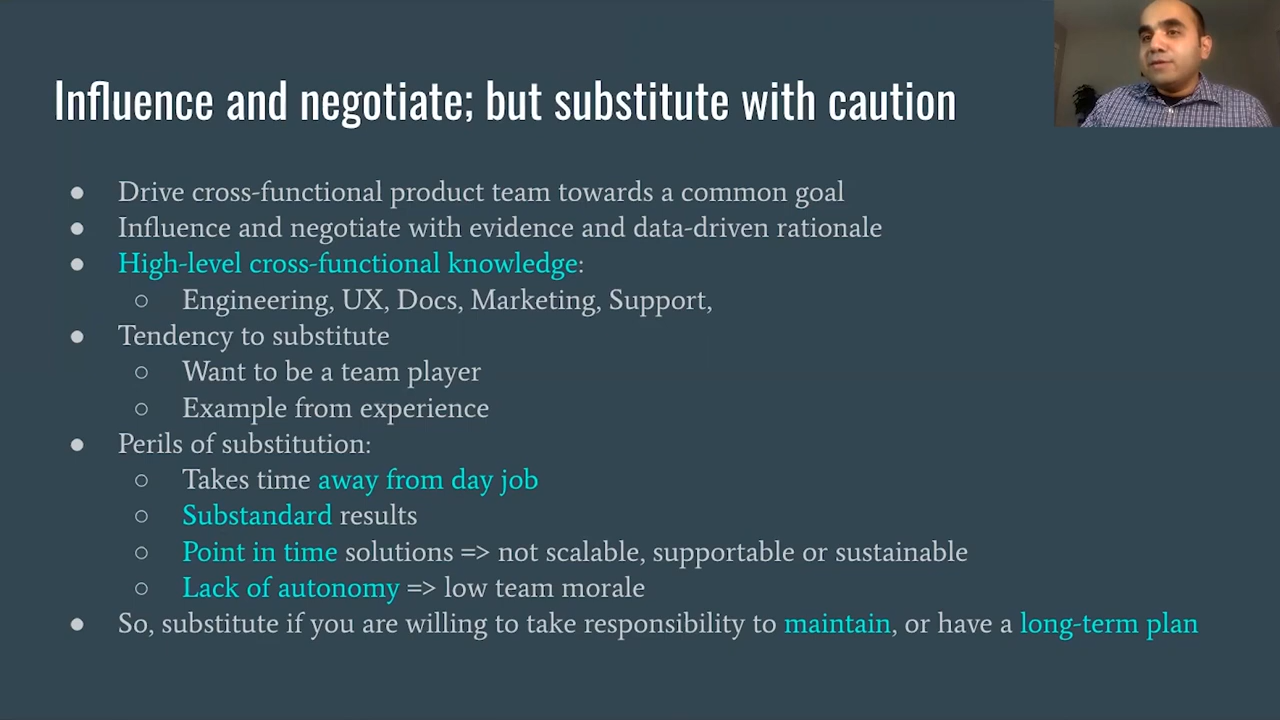 Influence and negotiate; but substitute with caution
● Drive cross-functional product team towards a common goal
● Influence and negotiate with evidence and data-driven rationale
● High-level cross-functional knowledge:
○ Engineering, UX, Docs, Marketing, Support,
● Tendency to substitute
○ Want to be a team player
○ Example from experience
● Perils of substitution:
○ Takes time away from day job
○ Substandard results
○ Point in time solutions => not scalable, supportable or sustainable
○ Lack of autonomy => low team morale
● So, substitute if you are willing to take responsibility to maintain, or have a long-term plan